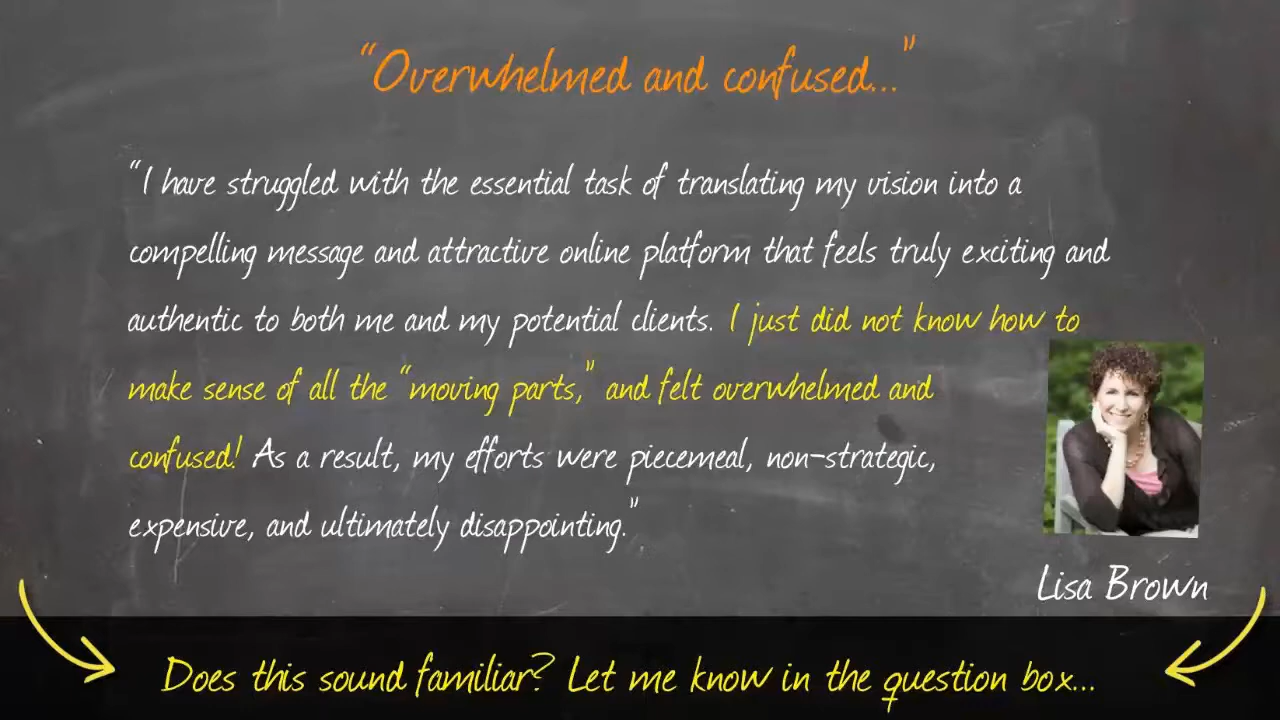 “Overwhelmed and confused...”
“I have struggled with the essential task of translating my vision into a
compelling message and attractive online platform that feels truly exciting and
authentic to both me and my potential clients. I just did not know how to
make sense of all the “moving parts,” and felt overwhelmed and
confused! As a result, my efforts were piecemeal, non-strategic,
expensive, and ultimately disappointing.”
Lisa Brown
Does this sound familiar? Let me know in the question box...